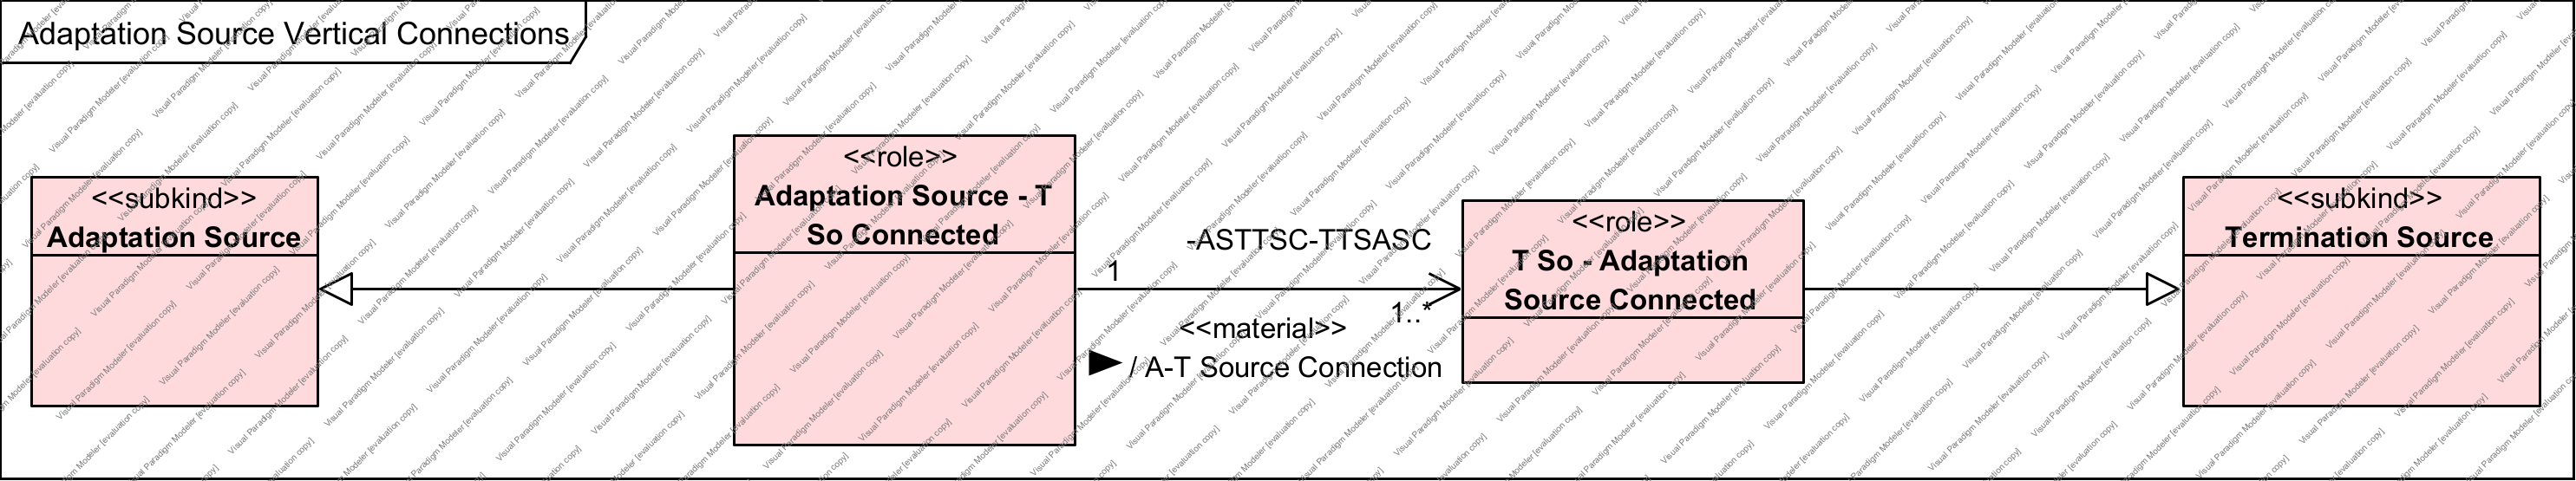 Adaptation Source Vertical Connections
<<subkind>>
Adaptation Source
<<role>>
Adaptation Source - T
So Connected
-ASTTSC-TTSASC
1
1..*
<<material>>
/ A-T Source Connection
<<role>>
T So - Adaptation
Source Connected
<<subkind>>
Termination Source
Visual Paradigm Modeler [evaluation copy]